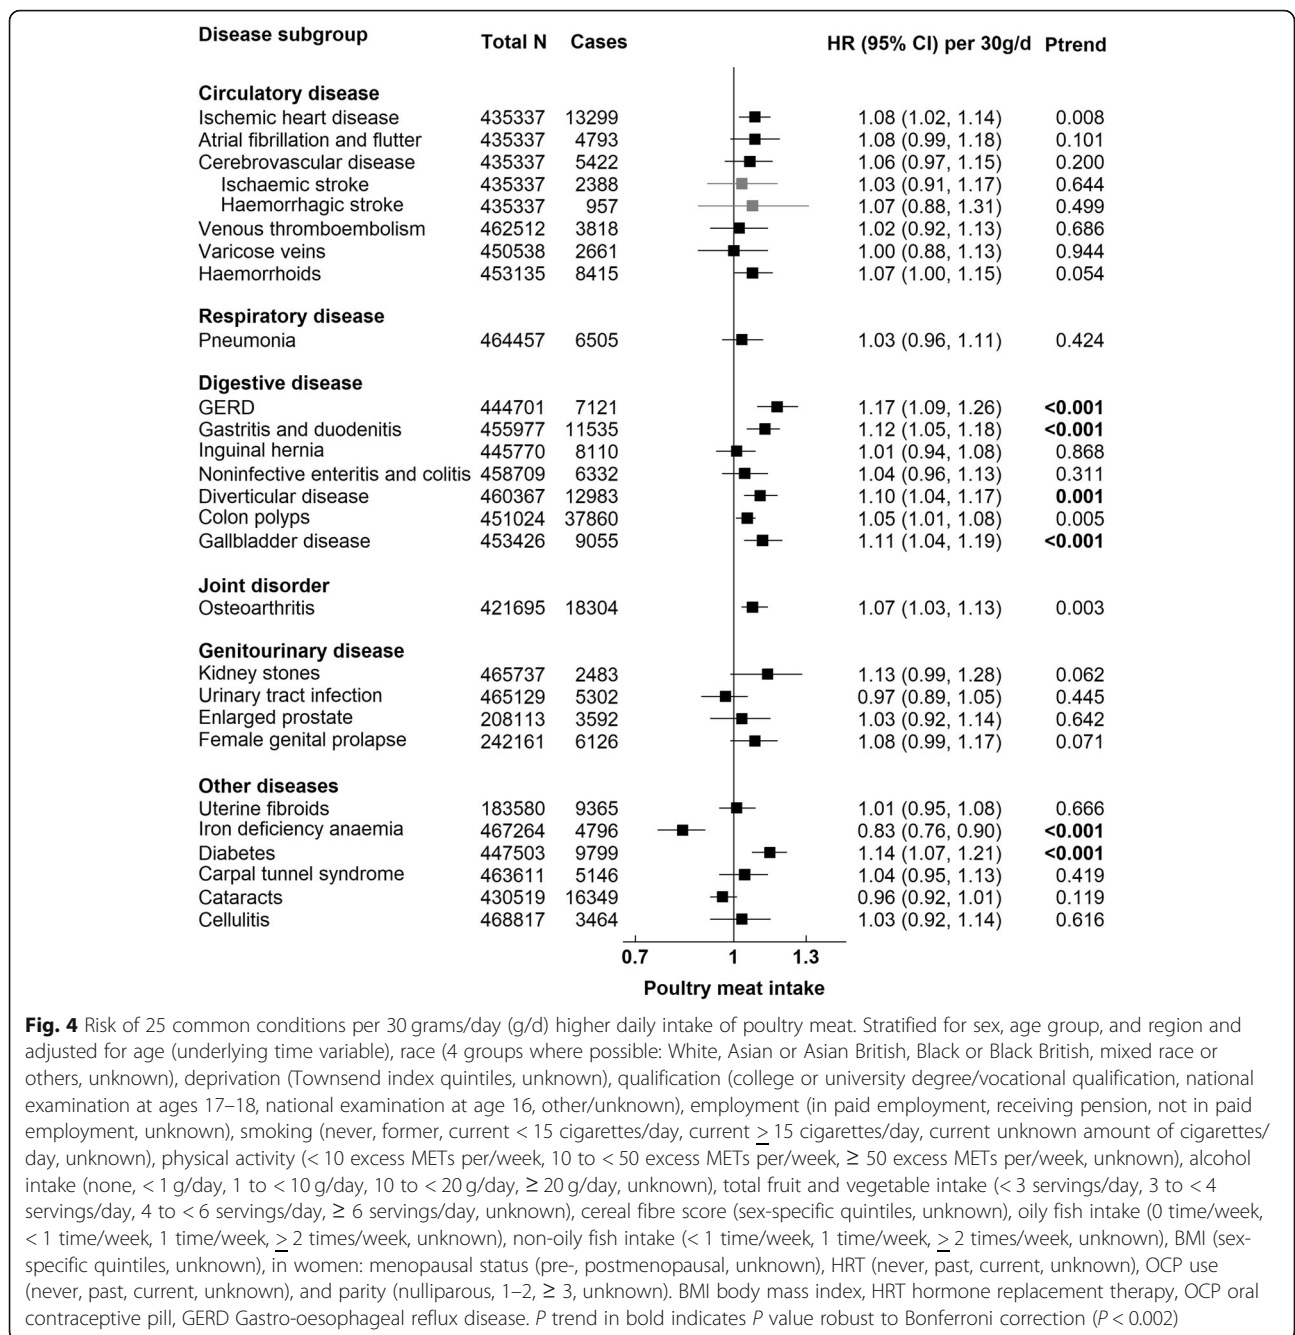 Disease subgroup Total N Cases HR (95% CI) per 30g/d Ptrend
Circulatory disease
Ischemic heart disease 435337 13299 1.08 (1.02, 1.14) 0.008
Atrial fibrillation and flutter 435337 4793 1.08 (0.99, 1.18) 0.101
Cerebrovascular disease 435337 5422 1.06 (0.97, 1.15) 0.200
Ischaemic stroke 435337 2388 1.03 (0.91, 1.17) 0.644
Haemorrhagic stroke 435337 957 1.07 (0.88, 1.31) 0.499
Venous thromboembolism 462512 3818 1.02 (0.92, 1.13) 0.686
Varicose veins 450538 2661 1.00 (0.88, 1.13) 0.944
Haemorrhoids 453135 8415 1.07 (1.00, 1.15) 0.054
Respiratory disease
Pneumonia 464457 6505 1.03 (0.96, 1.11) 0.424
Digestive disease
GERD 444701 7121 1.17 (1.09, 1.26) <0.001
Gastritis and duodenitis 455977 11535 1.12 (1.05, 1.18) <0.001
Inguinal hernia 445770 8110 1.01 (0.94, 1.08) 0.868
Noninfective enteritis and colitis 458709 6332 1.04 (0.96, 1.13) 0.311
Diverticular disease 460367 12983 1.10 (1.04, 1.17) 0.001
Colon polyps 451024 37860 1.05 (1.01, 1.08) 0.005
Gallbladder disease 453426 9055 1.11 (1.04, 1.19) <0.001
Joint disorder
Osteoarthritis 421695 18304 1.07 (1.03, 1.13) 0.003
Genitourinary disease
Kidney stones 465737 2483 1.13 (0.99, 1.28) 0.062
Urinary tract infection 465129 5302 0.97 (0.89, 1.05) 0.445
Enlarged prostate 208113 3592 1.03 (0.92, 1.14) 0.642
Female genital prolapse 242161 6126 1.08 (0.99, 1.17) 0.071
Other diseases
Uterine fibroids 183580 9365 1.01 (0.95, 1.08) 0.666
Iron deficiency anaemia 467264 4796 0.83 (0.76, 0.90) <0.001
Diabetes 447503 9799 1.14 (1.07, 1.21) <0.001
Carpal tunnel syndrome 463611 5146 1.04 (0.95, 1.13) 0.419
Cataracts 430519 16349 0.96 (0.92, 1.01) 0.119
Cellulitis 468817 3464 1.03 (0.92, 1.14) 0.616
0.7 1 1.3
Poultry meat intake
Fig. 4 Risk of 25 common conditions per 30 grams/day (g/d) higher daily intake of poultry meat. Stratified for sex, age group, and region and
adjusted for age (underlying time variable), race (4 groups where possible: White, Asian or Asian British, Black or Black British, mixed race or
others, unknown), deprivation (Townsend index quintiles, unknown), qualification (college or university degree/vocational qualification, national
examination at ages 17–18, national examination at age 16, other/unknown), employment (in paid employment, receiving pension, not in paid
employment, unknown), smoking (never, former, current < 15 cigarettes/day, current ≥ 15 cigarettes/day, current unknown amount of cigarettes/
day, unknown), physical activity (< 10 excess METs per/week, 10 to < 50 excess METs per/week, ≥ 50 excess METs per/week, unknown), alcohol
intake (none, < 1 g/day, 1 to < 10 g/day, 10 to < 20 g/day, ≥ 20 g/day, unknown), total fruit and vegetable intake (< 3 servings/day, 3 to < 4
servings/day, 4 to < 6 servings/day, ≥ 6 servings/day, unknown), cereal fibre score (sex-specific quintiles, unknown), oily fish intake (0 time/week,
< 1 time/week, 1 time/week, ≥ 2 times/week, unknown), non-oily fish intake (< 1 time/week, 1 time/week, ≥ 2 times/week, unknown), BMI (sex-
specific quintiles, unknown), in women: menopausal status (pre-, postmenopausal, unknown), HRT (never, past, current, unknown), OCP use
(never, past, current, unknown), and parity (nulliparous, 1–2, ≥ 3, unknown). BMI body mass index, HRT hormone replacement therapy, OCP oral
contraceptive pill, GERD Gastro-oesophageal reflux disease. P trend in bold indicates P value robust to Bonferroni correction (P < 0.002)